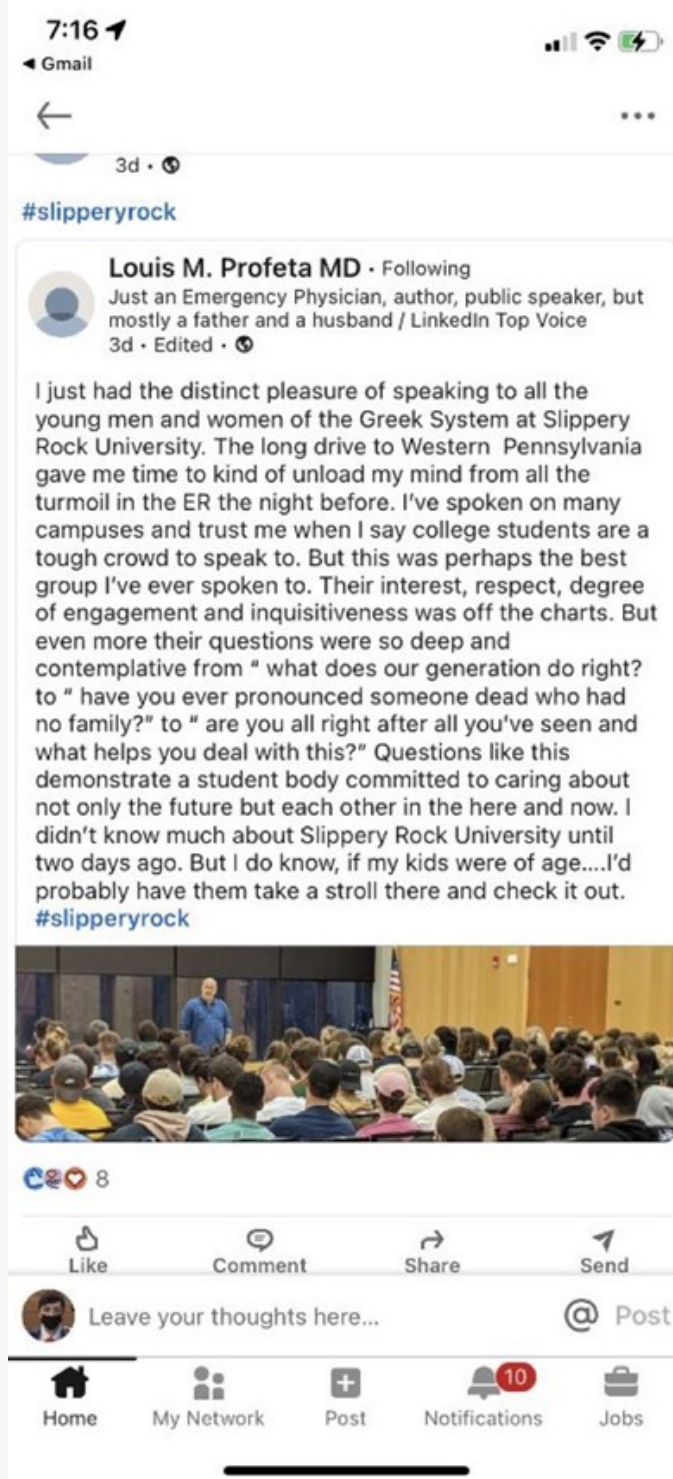 7:16
Gmail
3d
#slipperyrock
Louis M. Profeta MD · Following
Just an Emergency Physician, author, public speaker, but
mostly a father and a husband / LinkedIn Top Voice
3d · Edited ·
I just had the distinct pleasure of speaking to all the
young men and women of the Greek System at Slippery
Rock University. The long drive to Western Pennsylvania
gave me time to kind of unload my mind from all the
turmoil in the ER the night before. I've spoken on many
campuses and trust me when I say college students are a
tough crowd to speak to. But this was perhaps the best
group I've ever spoken to. Their interest, respect, degree
of engagement and inquisitiveness was off the charts. But
even more their questions were so deep and
contemplative from " what does our generation do right?
to " have you ever pronounced someone dead who had
no family?" to " are you all right after all you've seen and
what helps you deal with this?" Questions like this
demonstrate a student body committed to caring about
not only the future but each other in the here and now. I
didn't know much about Slippery Rock University until
two days ago. But I do know, if my kids were of age....I'd
probably have them take a stroll there and check it out.
#slipperyrock
8
Like Comment Share Send
Leave your thoughts here... @ Post
10
Home My Network Post Notifications Jobs